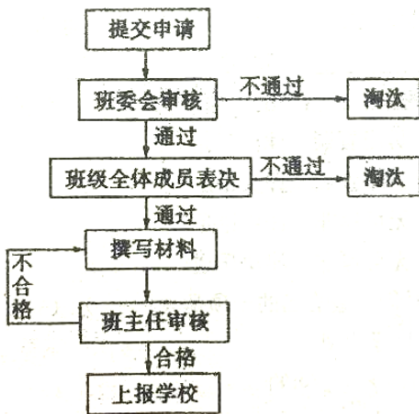 提交申请
班委会审核
不通过
淘汰
通过
班级全体成员表决
不通过
淘汰
通过
撰写材料
不合格
班主任审核
合格
上报学校